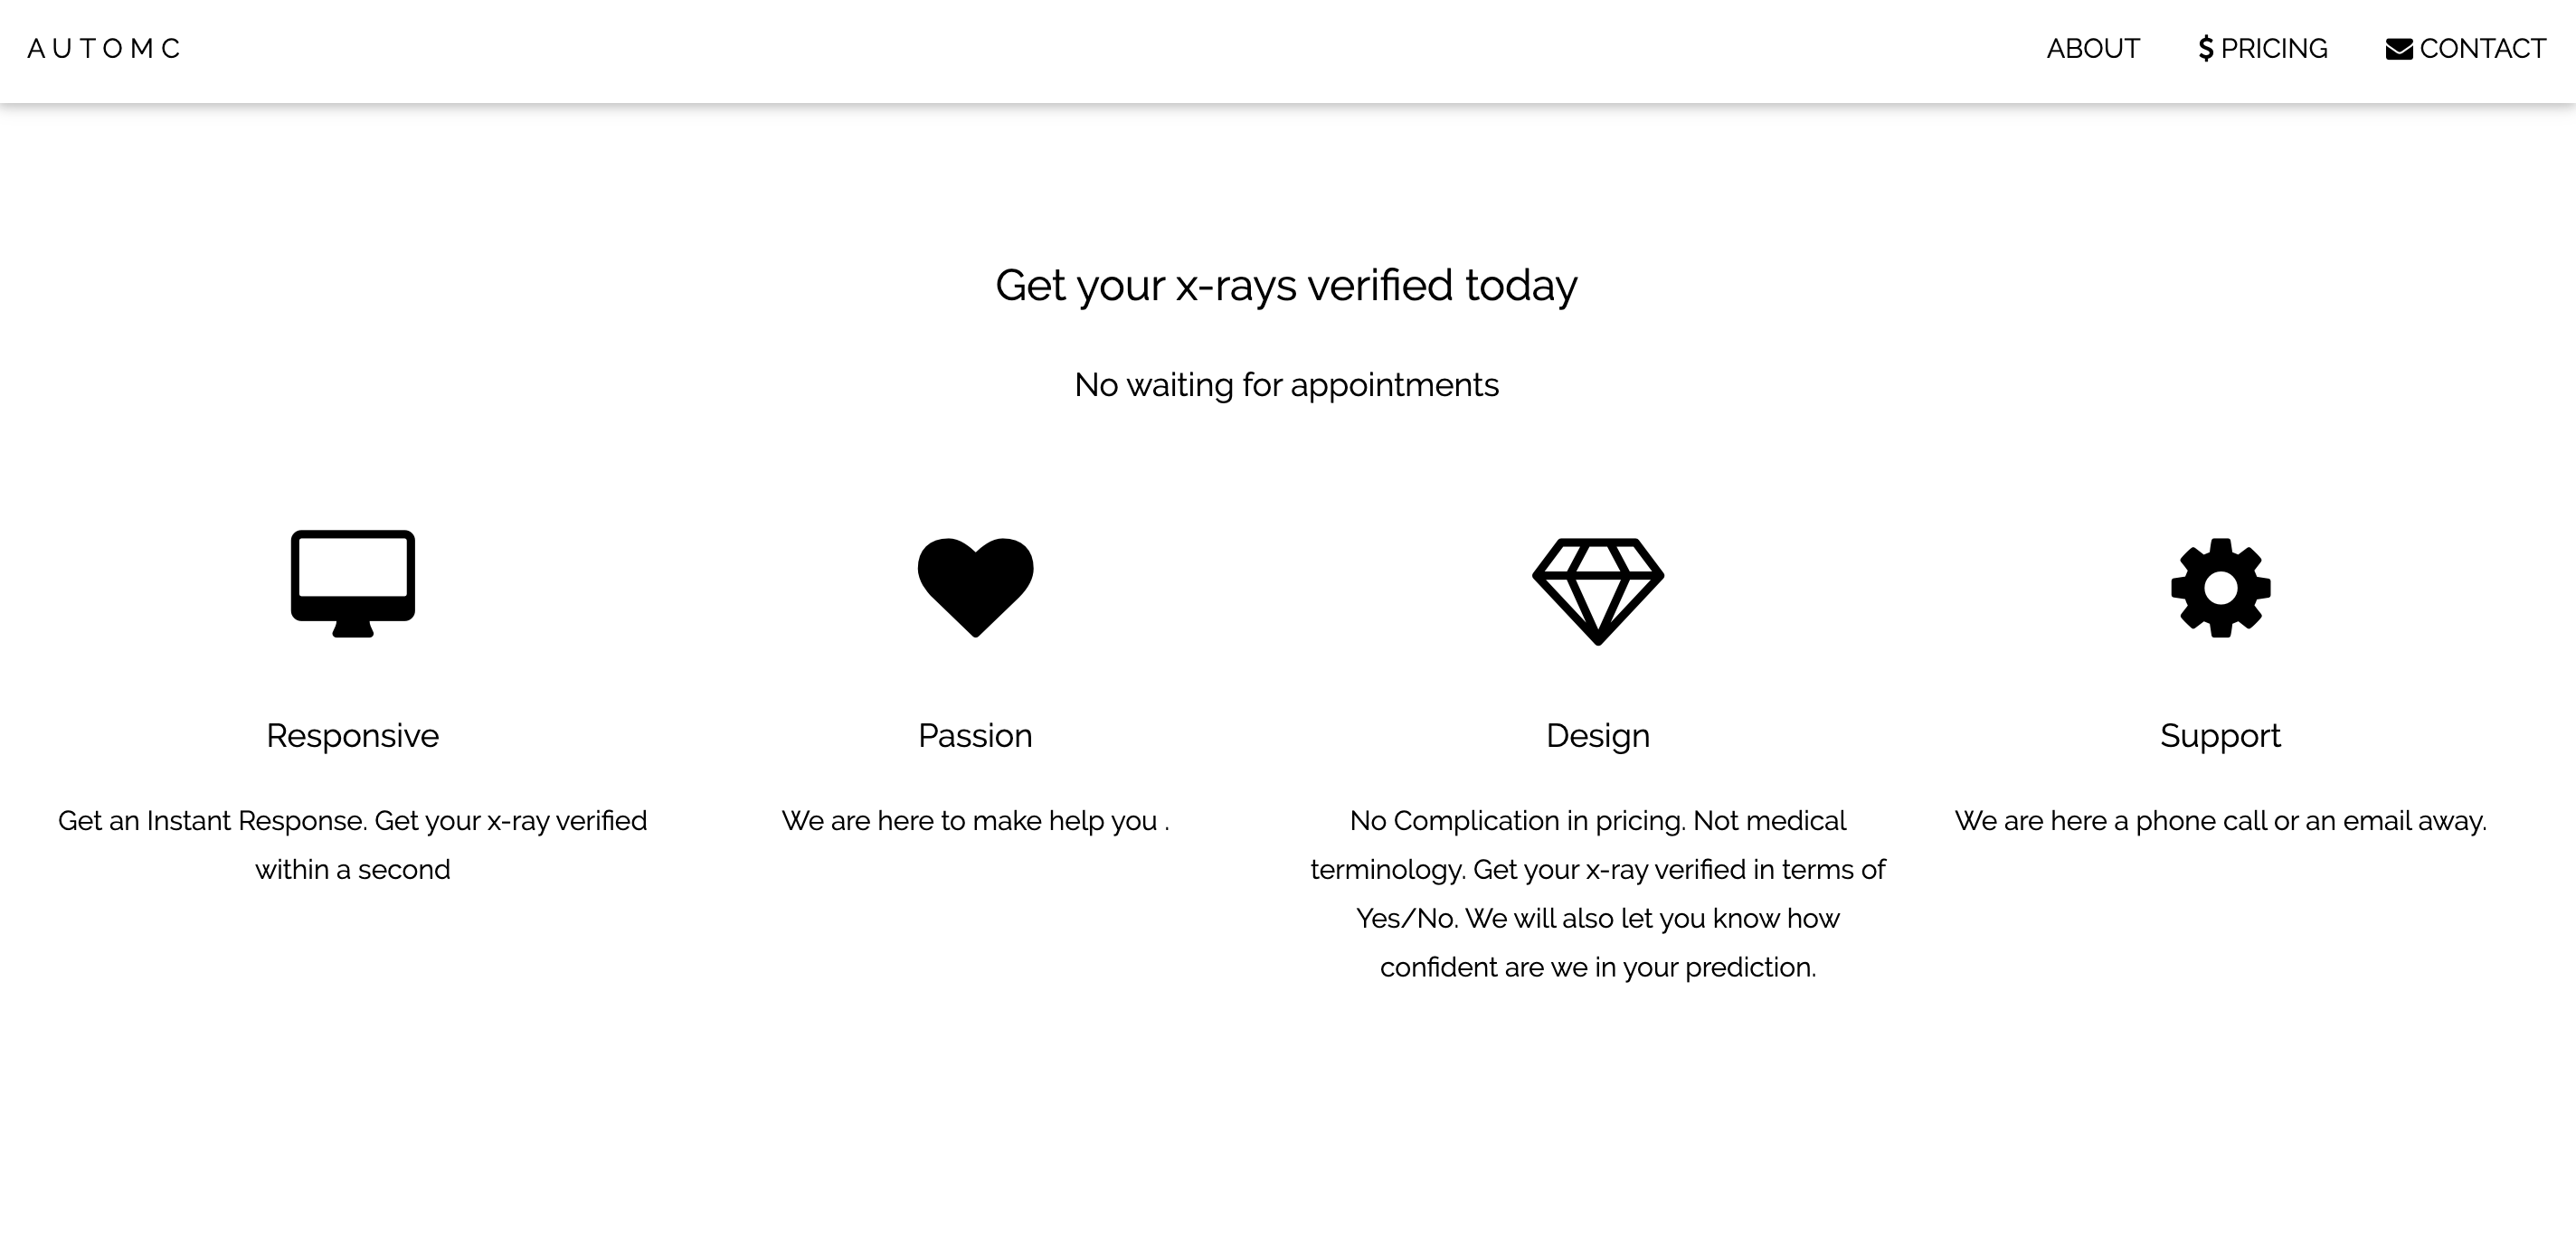 AUTOMC
ABOUT
$ PRICING
CONTACT
Get your x-rays verified today
No waiting for appointments
Responsive
Get an Instant Response. Get your x-ray verified
within a second
Passion
We are here to make help you .
Design
No Complication in pricing. Not medical
terminology. Get your x-ray verified in terms of
Yes/No. We will also let you know how
confident are we in your prediction.
Support
We are here a phone call or an email away.